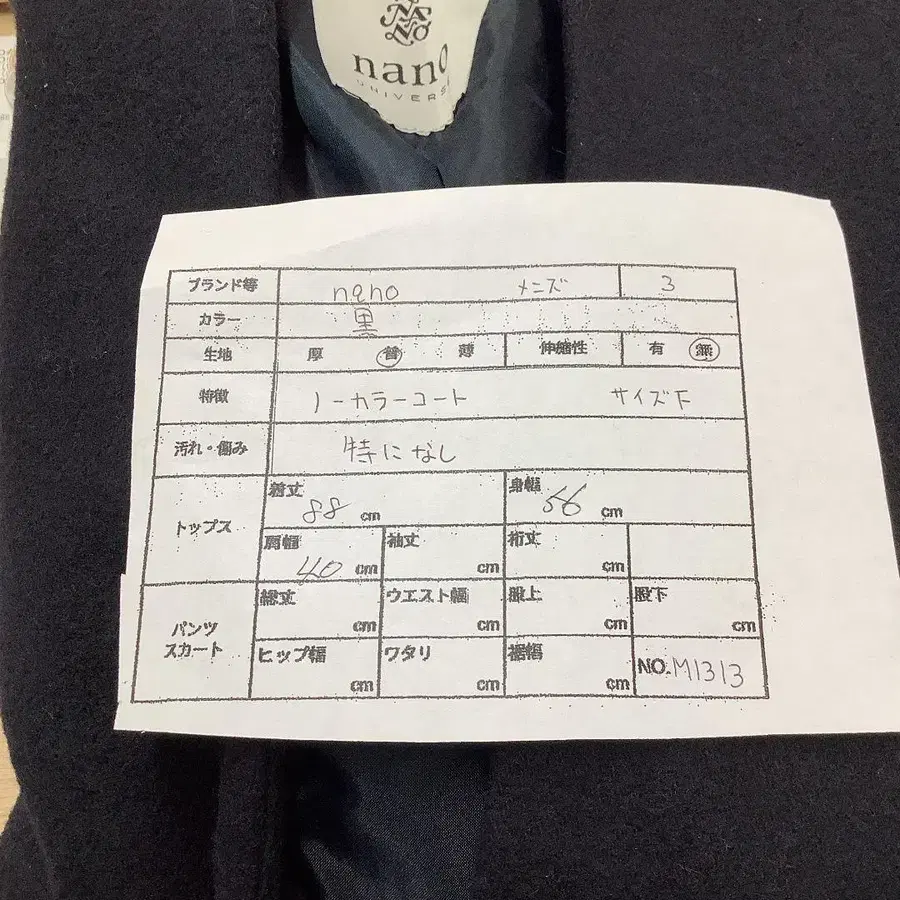 nano
UNIVERS
ブランド等 nano メンズ 3
カラー 黒
生地 厚 普 薄 伸縮性 有 無
特徴 ノーカラーコート サイズ下
汚れ・傷み 特になし
トップス
着丈 88 cm 身幅 56 cm
肩幅 40 cm 袖丈 cm 裄丈 cm
パンツ
スカート
総丈 cm ウエスト幅 cm 股上 cm 股下 cm
ヒップ幅 cm ワタリ cm 裾幅 cm NO.M1313